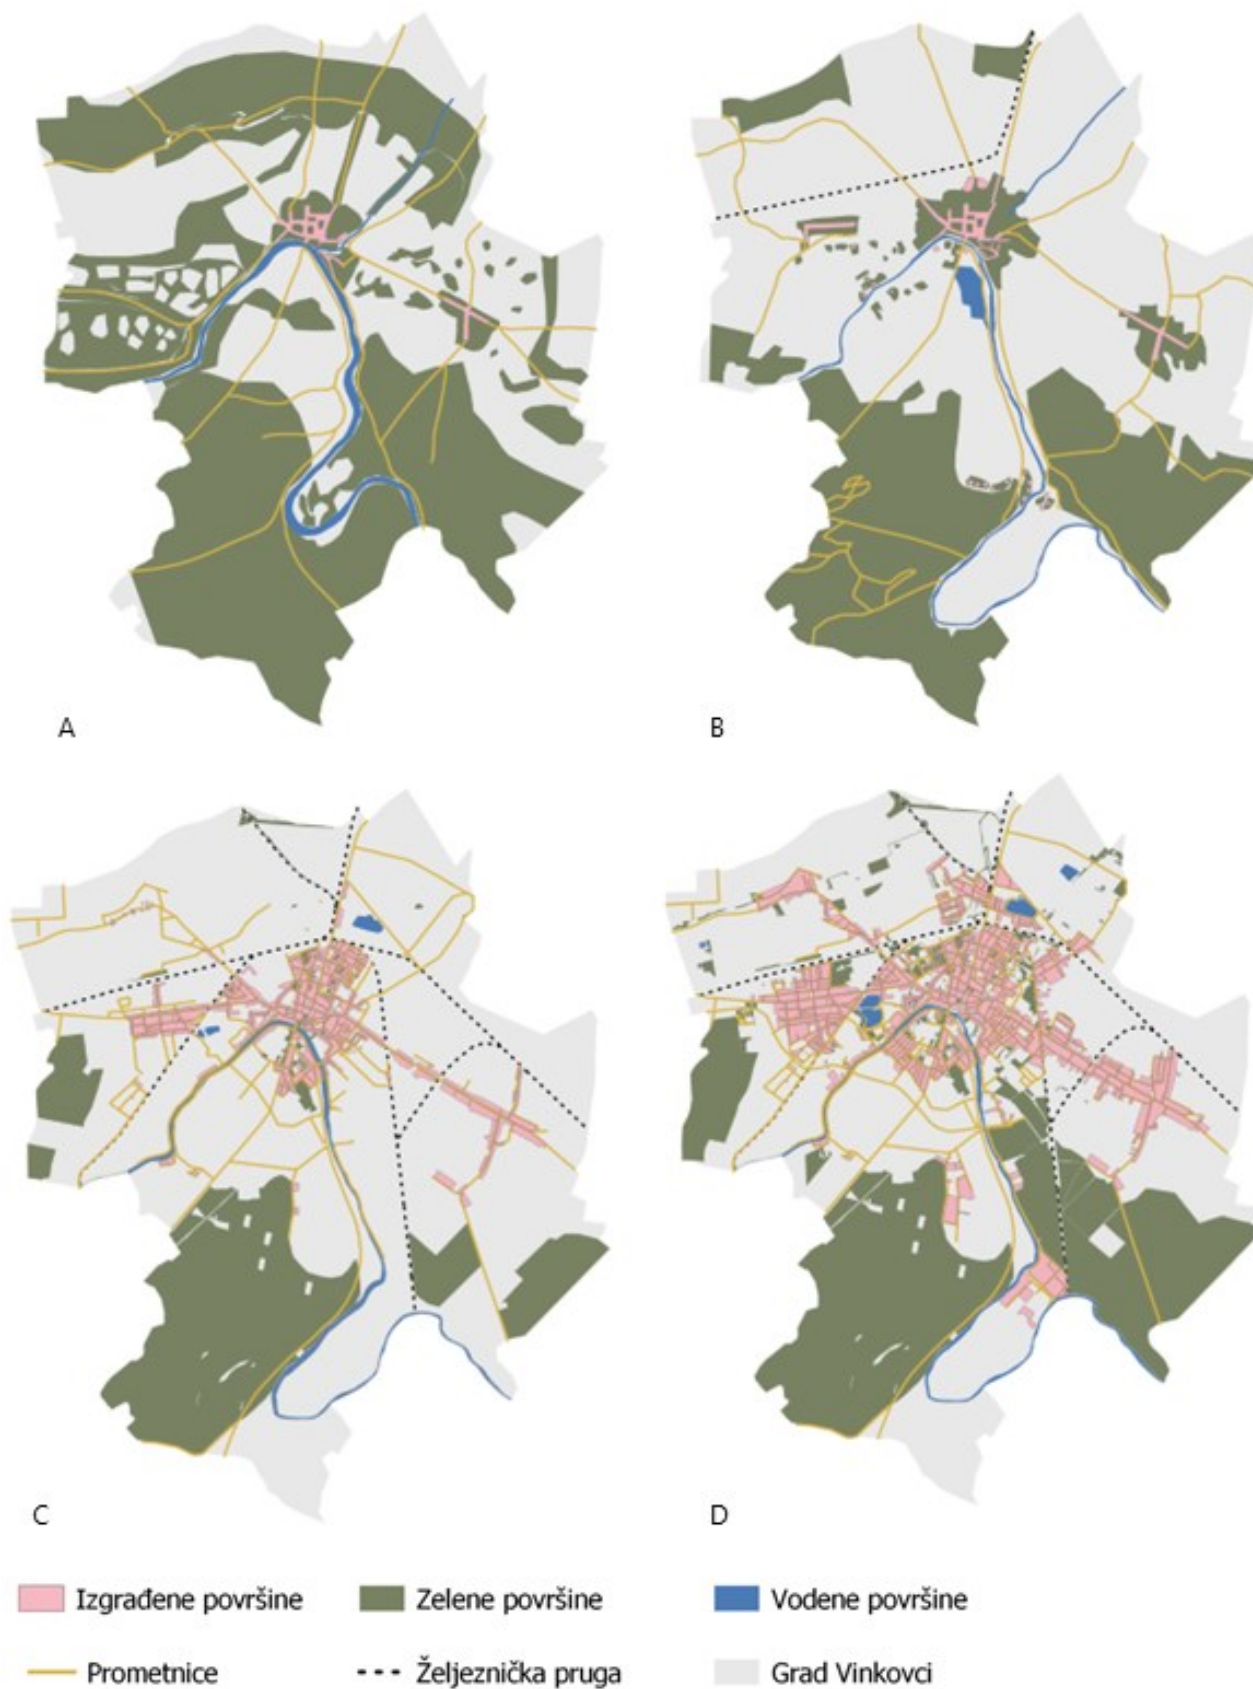 A
B
C
D
Izgrađene površine
Zelene površine
Vodene površine
Prometnice
Željeznička pruga
Grad Vinkovci